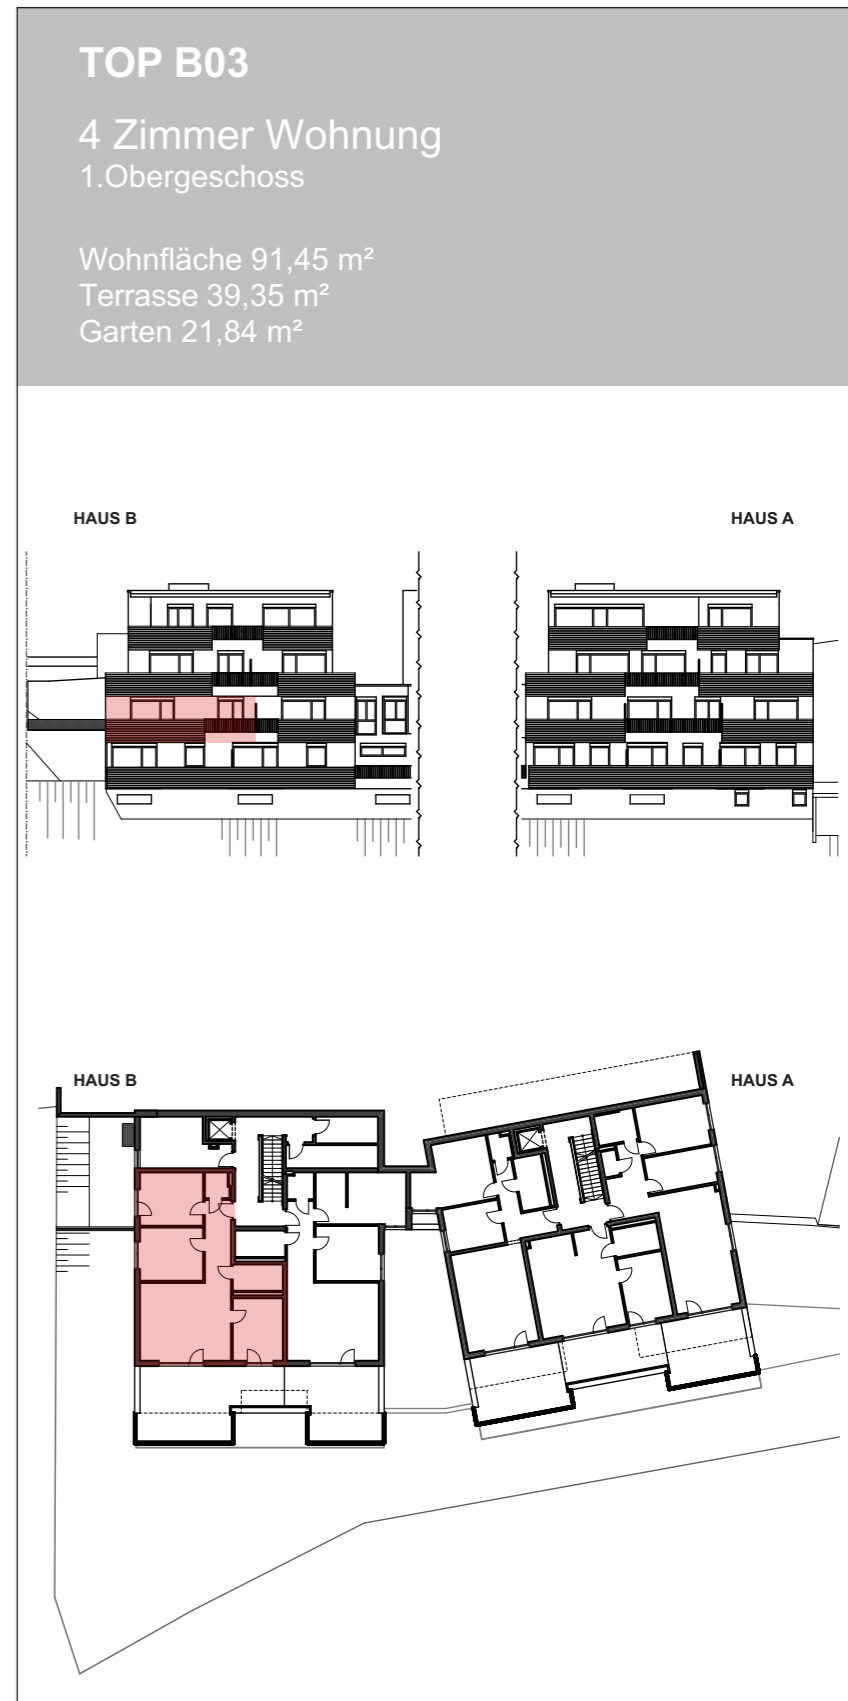 TOP B03
4 Zimmer Wohnung
1.Obergeschoss
Wohnfläche 91,45 m²
Terrasse 39,35 m²
Garten 21,84 m²
HAUS B
HAUS A
HAUS B
HAUS A